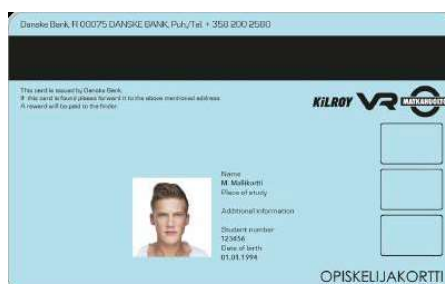 Danske Bank, FI 00075 DANSKE BANK, Puh./Tel. + 358 200 2580
This card is issued by Danske Bank.
If this card is found please forward it to the above mentioned address.
A reward will be paid to the finder.
KILROY VR MATKAHUOLTO
Name
M. Mallikortti
Place of study
Additional information
Student number
123456
Date of birth
01.01.1994
OPISKELIJAKORTTI